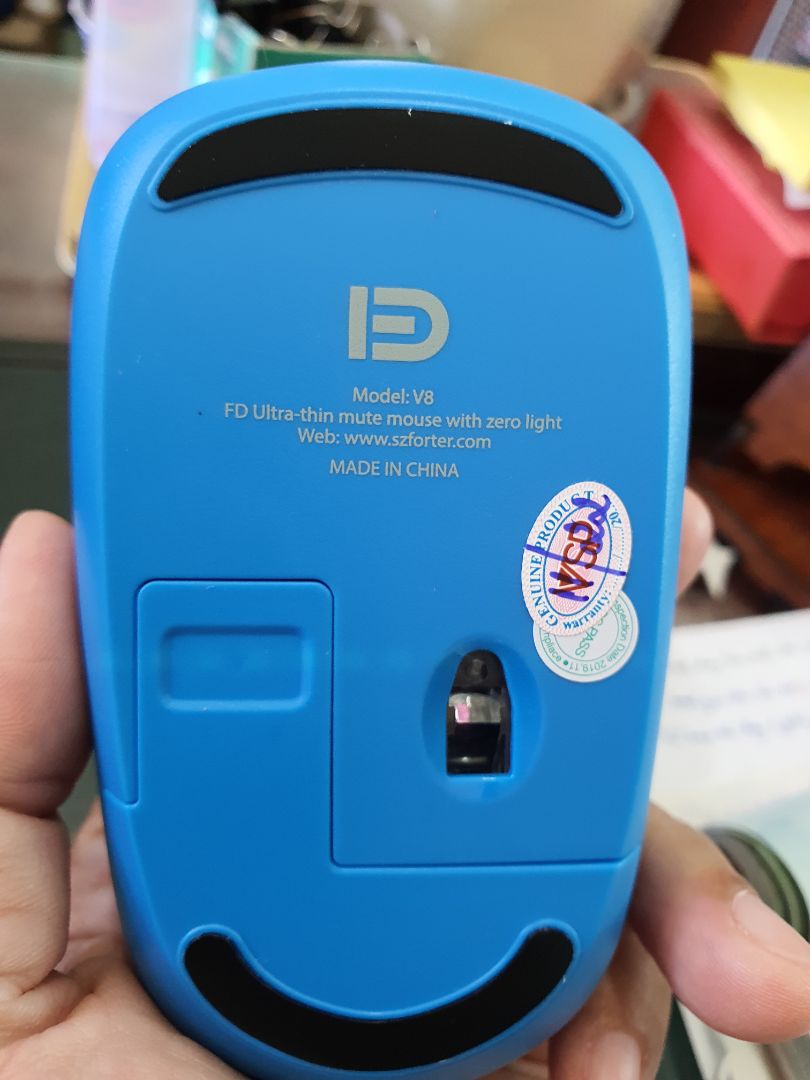 FD
Model: V8
FD Ultra-thin mute mouse with zero light
Web: www.szforter.com
MADE IN CHINA
GENUINE PRODUCT
VSP
warranty:
PASS
Date 2019.11